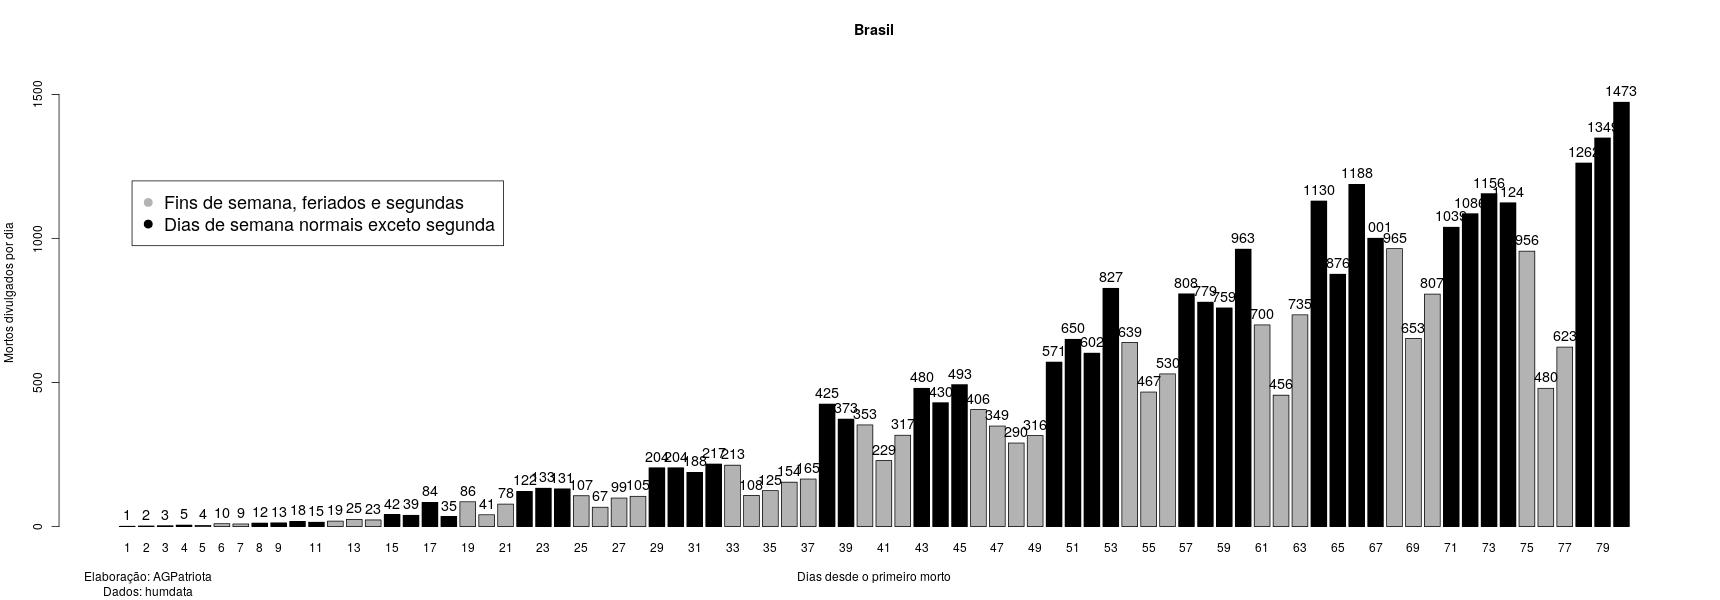 Brasil
1500
1000
500
0
Mortos divulgados por dia
Fins de semana, feriados e segundas
Dias de semana normais exceto segunda
1 2 3 5 4 10 9 12 13 18 15 19 25 23 42 39 84 35 86 41 78 122 133 131 107 67 99 105 204 204 188 217 213 108 125 154 165 425 373 353 229 317 480 430 493 406 349 290 316 571 650 602 827 639 467 530 808 779 759 963 700 456 735 1130 876 1188 001 965 653 807 1039 1086 1156 1124 956 480 623 1262 1349 1473
1 2 3 4 5 6 7 8 9 11 13 15 17 19 21 23 25 27 29 31 33 35 37 39 41 43 45 47 49 51 53 55 57 59 61 63 65 67 69 71 73 75 77 79
Dias desde o primeiro morto
Elaboração: AGPatriota
Dados: humdata